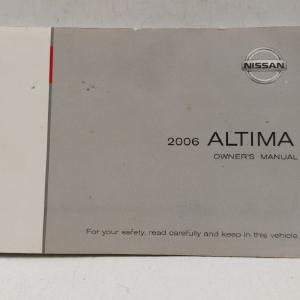 NISSAN
2006 ALTIMA
OWNER'S MANUAL
For your safety, read carefully and keep in this vehicle.